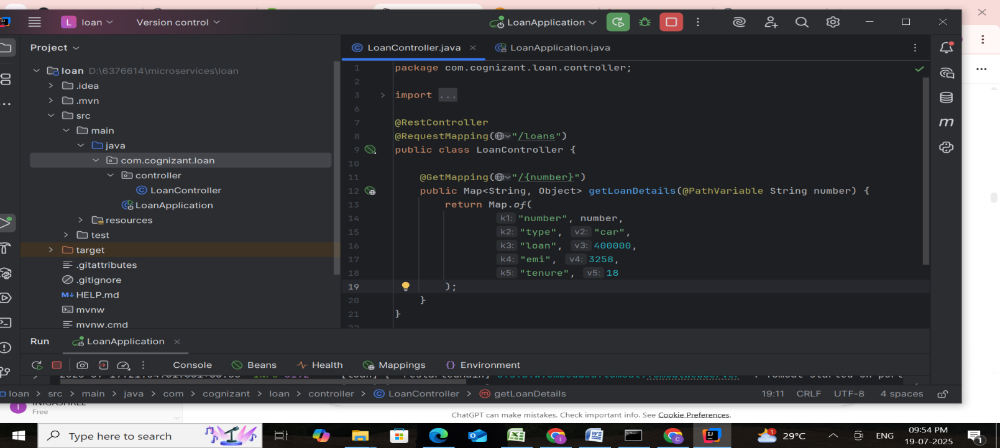 L loan Version control LoanApplication
Project LoanController.java LoanApplication.java
loan D:\6376614\microservices\loan
.idea
.mvn
src
main
java
com.cognizant.loan
controller
LoanController
LoanApplication
resources
test
target
.gitattributes
.gitignore
M↓ HELP.md
mvnw
mvnw.cmd
1 package com.cognizant.loan.controller;
2
3 import ...
6
7 @RestController
8 @RequestMapping("/loans")
9 public class LoanController {
10
11 @GetMapping("/{number}")
12 public Map<String, Object> getLoanDetails(@PathVariable String number) {
13 return Map.of(
14 k1: "number", number,
15 k2: "type", v2: "car",
16 k3: "loan", v3: 400000,
17 k4: "emi", v4: 3258,
18 k5: "tenure", v5: 18
19 );
20 }
21 }
22
m
Run LoanApplication
Console Beans Health Mappings Environment
loan > src > main > java > com > cognizant > loan > controller > LoanController > getLoanDetails 19:11 CRLF UTF-8 4 spaces
Free
ChatGPT can make mistakes. Check important info. See Cookie Preferences.
Type here to search 1 29°C ENG 09:54 PM
19-07-2025 1